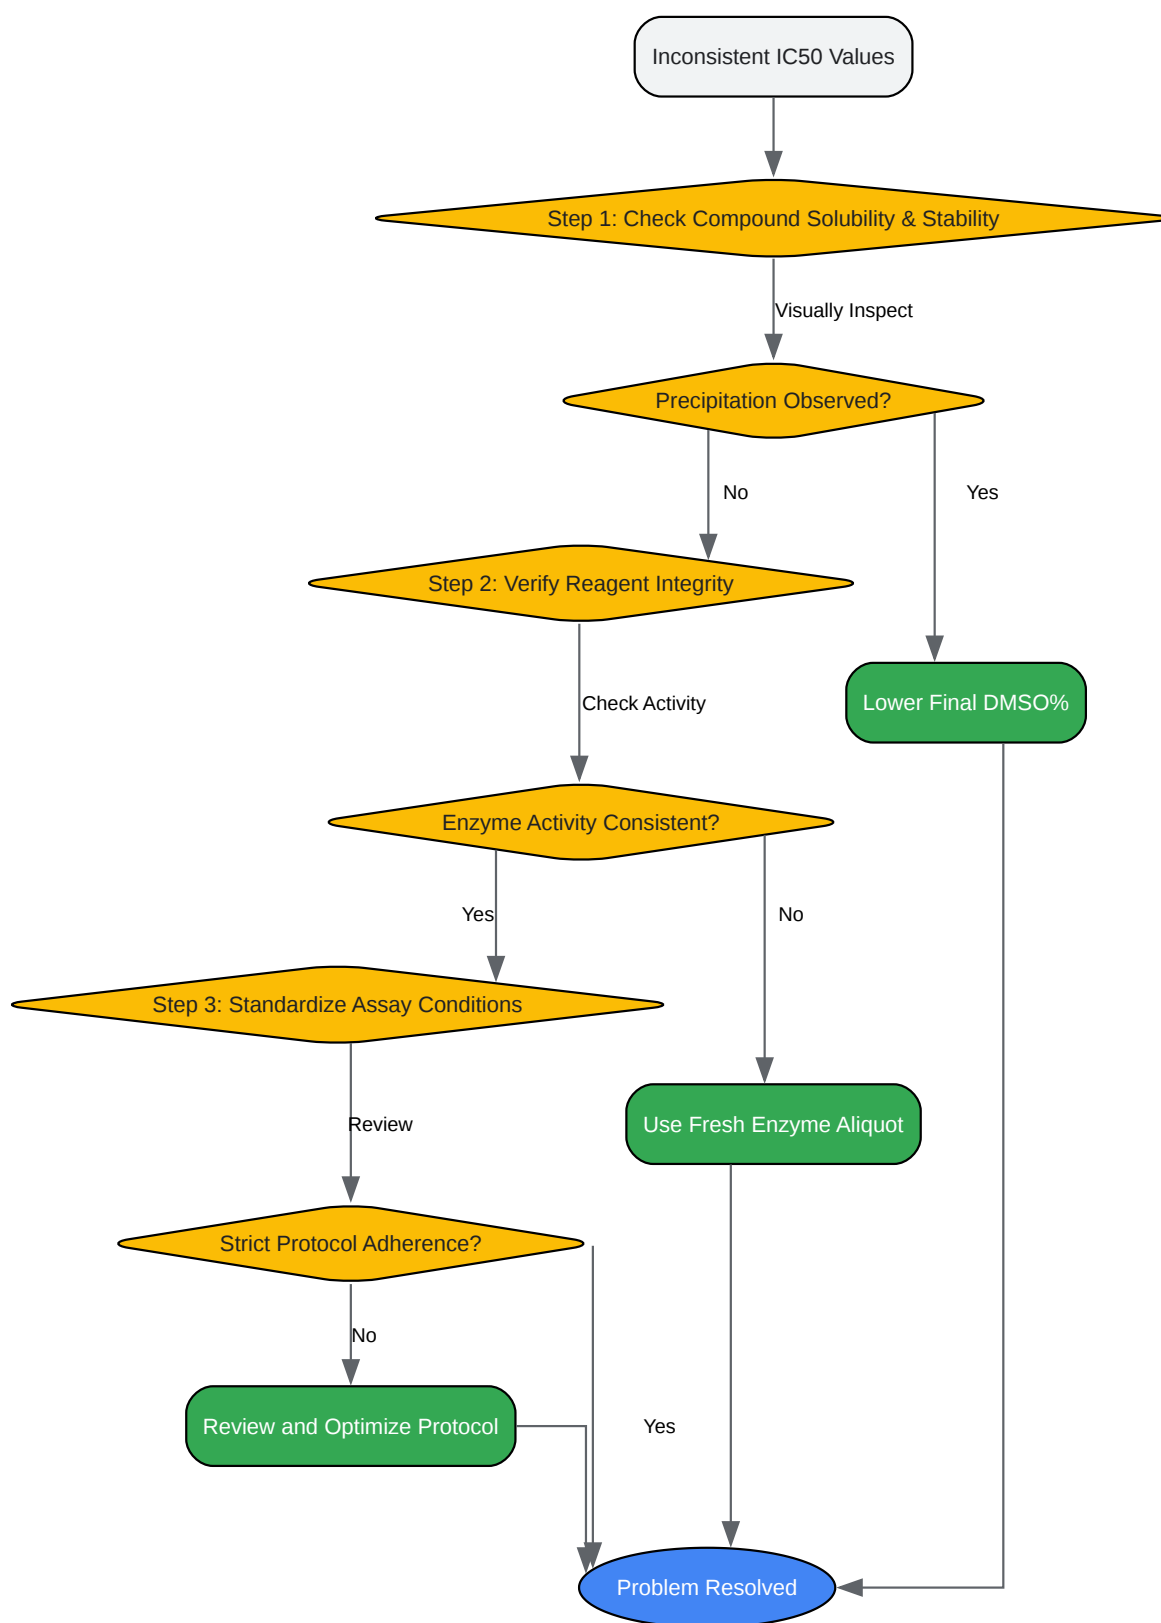 Inconsistent IC50 Values
Step 1: Check Compound Solubility & Stability
Visually Inspect
Precipitation Observed?
No
Yes
Step 2: Verify Reagent Integrity
Check Activity
Lower Final DMSO%
Enzyme Activity Consistent?
Yes
No
Step 3: Standardize Assay Conditions
Review
Use Fresh Enzyme Aliquot
Strict Protocol Adherence?
No
Review and Optimize Protocol
Yes
Problem Resolved